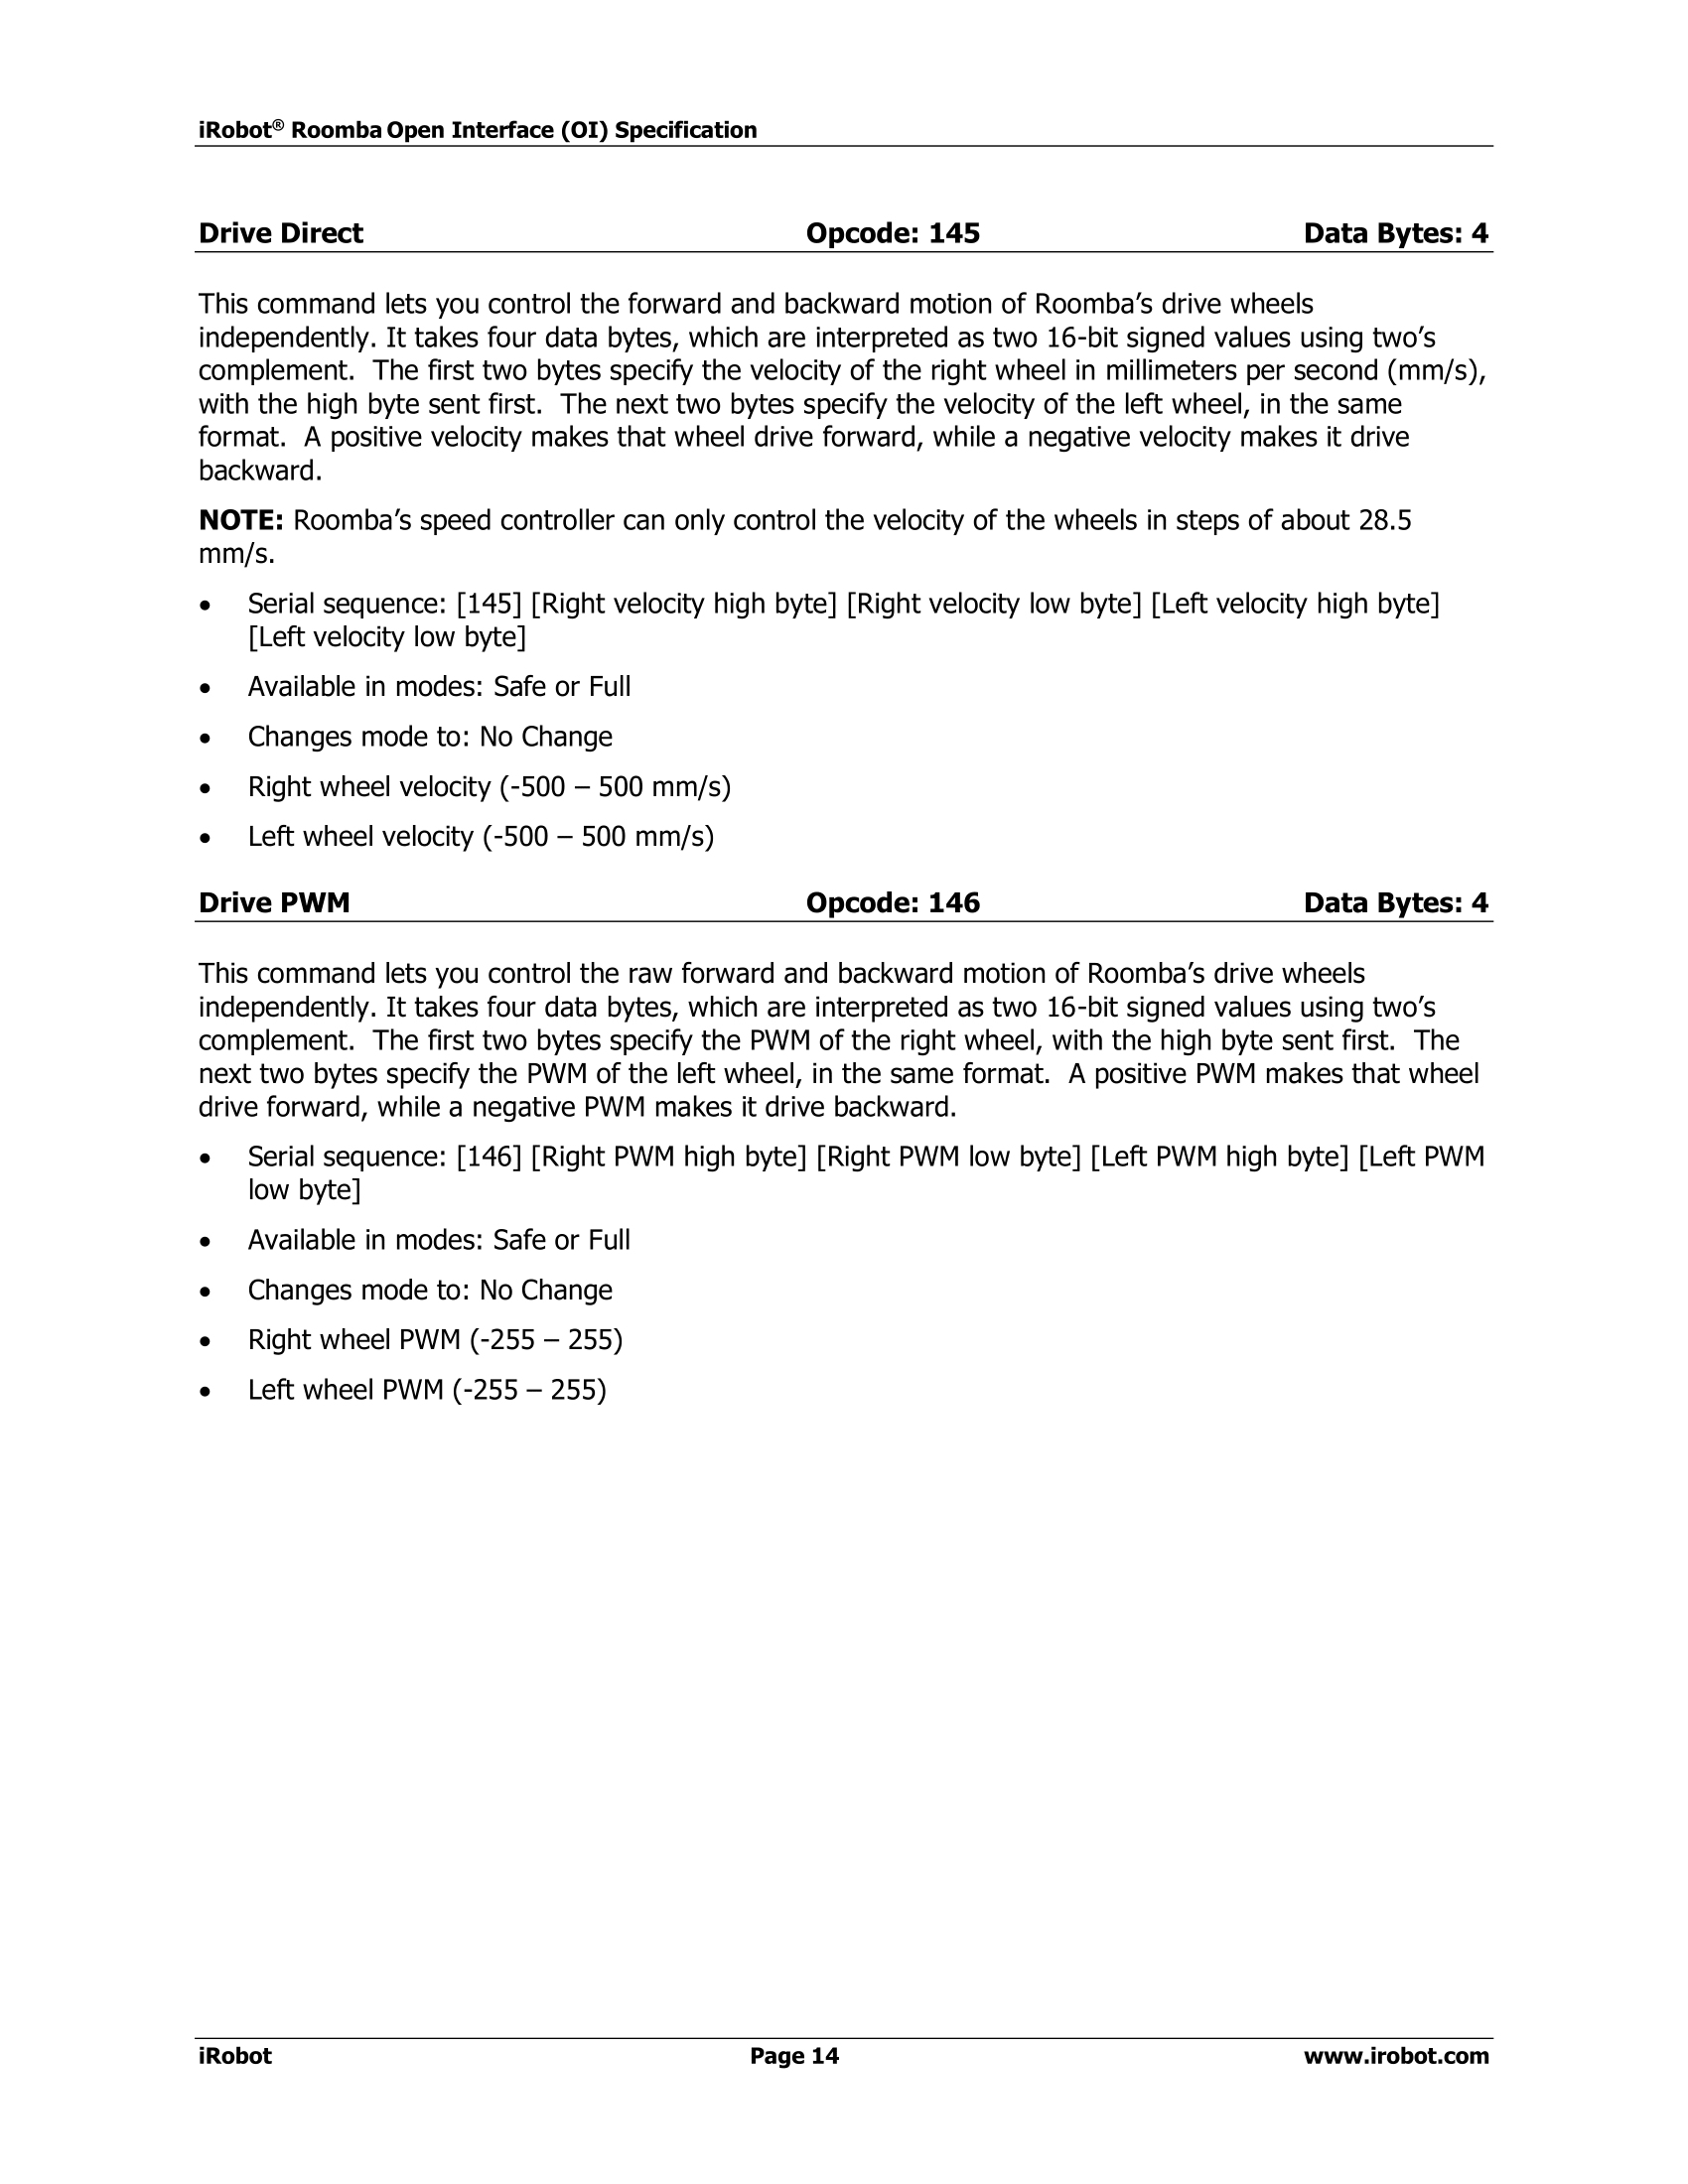 iRobot® Roomba Open Interface (OI) Specification
Drive Direct Opcode: 145 Data Bytes: 4
This command lets you control the forward and backward motion of Roomba’s drive wheels
independently. It takes four data bytes, which are interpreted as two 16-bit signed values using two’s
complement.  The first two bytes specify the velocity of the right wheel in millimeters per second (mm/s),
with the high byte sent first.  The next two bytes specify the velocity of the left wheel, in the same
format.  A positive velocity makes that wheel drive forward, while a negative velocity makes it drive
backward.
NOTE: Roomba’s speed controller can only control the velocity of the wheels in steps of about 28.5
mm/s.
• Serial sequence: [145] [Right velocity high byte] [Right velocity low byte] [Left velocity high byte]
[Left velocity low byte]
• Available in modes: Safe or Full
• Changes mode to: No Change
• Right wheel velocity (-500 – 500 mm/s)
• Left wheel velocity (-500 – 500 mm/s)
Drive PWM Opcode: 146 Data Bytes: 4
This command lets you control the raw forward and backward motion of Roomba’s drive wheels
independently. It takes four data bytes, which are interpreted as two 16-bit signed values using two’s
complement.  The first two bytes specify the PWM of the right wheel, with the high byte sent first.  The
next two bytes specify the PWM of the left wheel, in the same format.  A positive PWM makes that wheel
drive forward, while a negative PWM makes it drive backward.
• Serial sequence: [146] [Right PWM high byte] [Right PWM low byte] [Left PWM high byte] [Left PWM
low byte]
• Available in modes: Safe or Full
• Changes mode to: No Change
• Right wheel PWM (-255 – 255)
• Left wheel PWM (-255 – 255)
iRobot Page 14 www.irobot.com